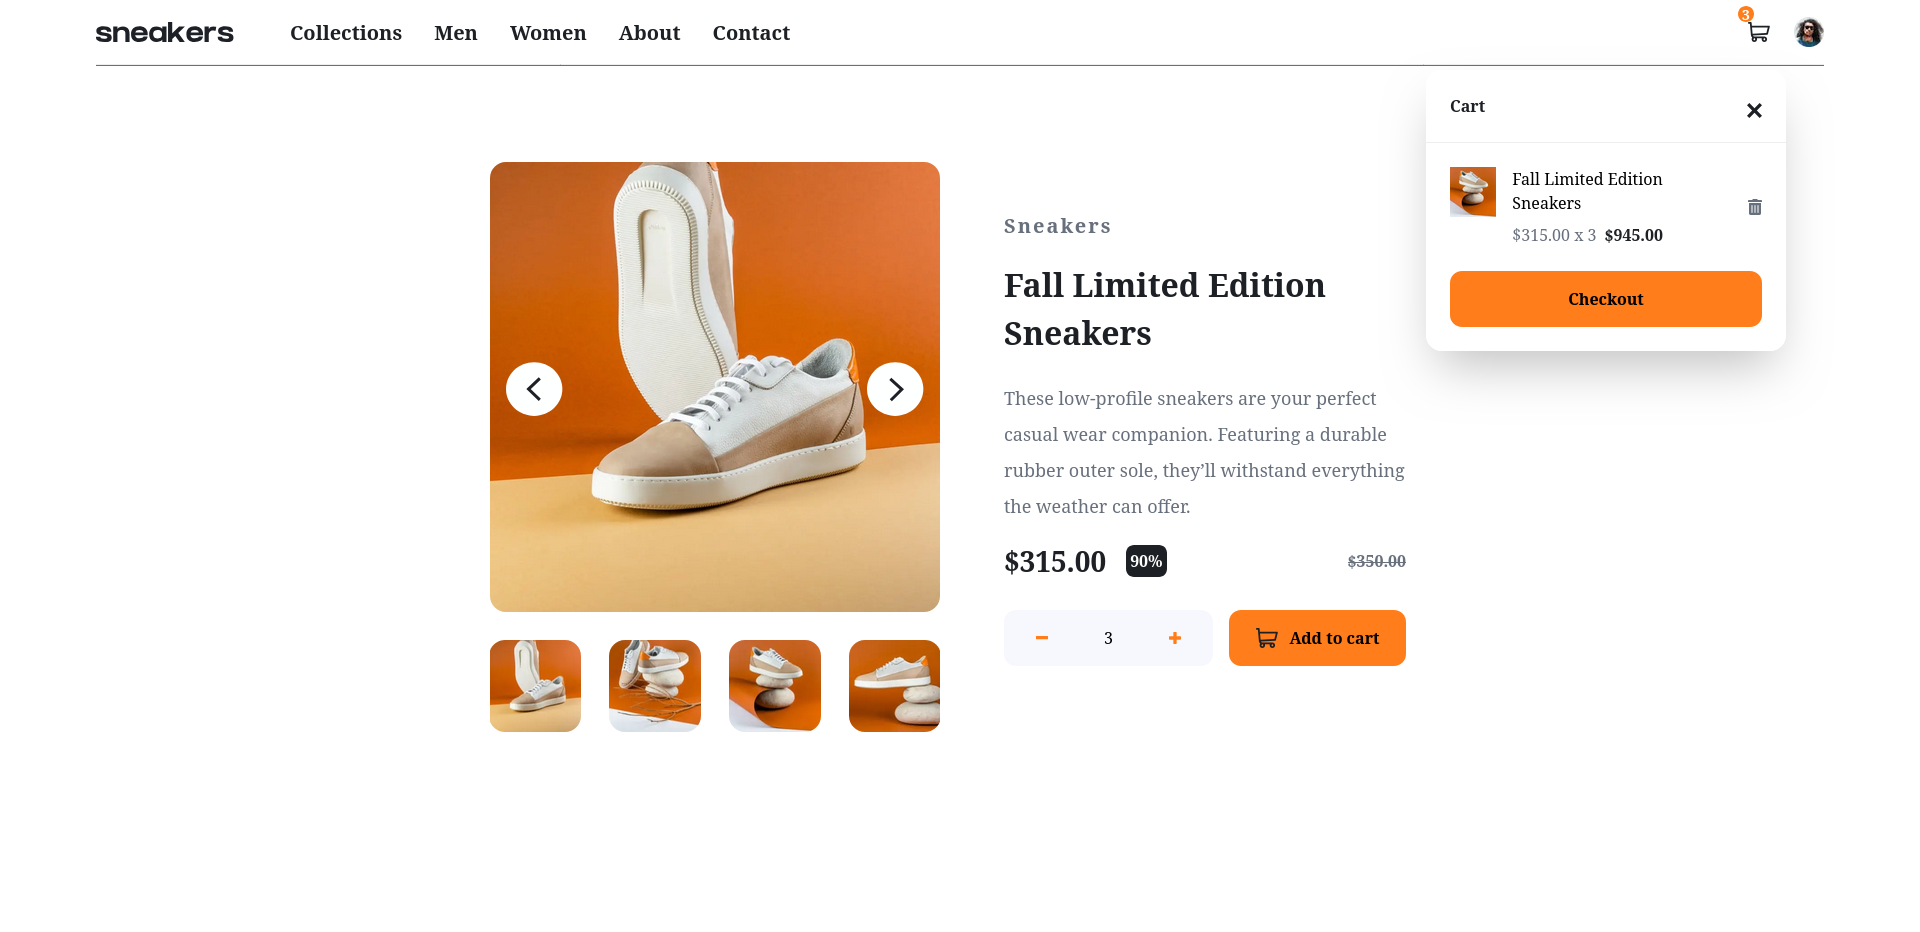 sneakers
Collections Men Women About Contact
3
Cart
Fall Limited Edition
Sneakers
$315.00 x 3 $945.00
Checkout
Sneakers
Fall Limited Edition
Sneakers
These low-profile sneakers are your perfect
casual wear companion. Featuring a durable
rubber outer sole, they’ll withstand everything
the weather can offer.
$315.00 90% $350.00
3
Add to cart